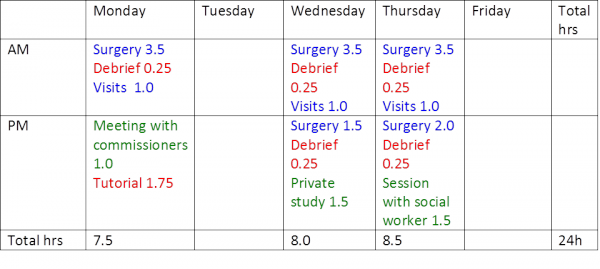 Monday Tuesday Wednesday Thursday Friday Total
hrs
AM Surgery 3.5 Surgery 3.5 Surgery 3.5
Debrief 0.25 Debrief Debrief
Visits 1.0 0.25 0.25
Visits 1.0 Visits 1.0
PM Meeting with Surgery 1.5 Surgery 2.0
commissioners Debrief Debrief
1.0 0.25 0.25
Tutorial 1.75 Private Session
study 1.5 with social
worker 1.5
Total hrs 7.5 8.0 8.5 24h